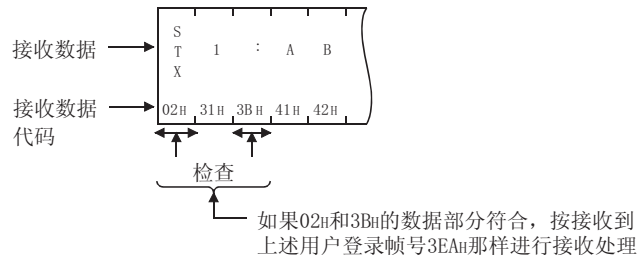 S
T
X
1 : A B
接收数据
接收数据
代码
02H 31H 3BH 41H 42H
检查
如果02H和3BH的数据部分符合，按接收到
上述用户登录帧号3EAH那样进行接收处理